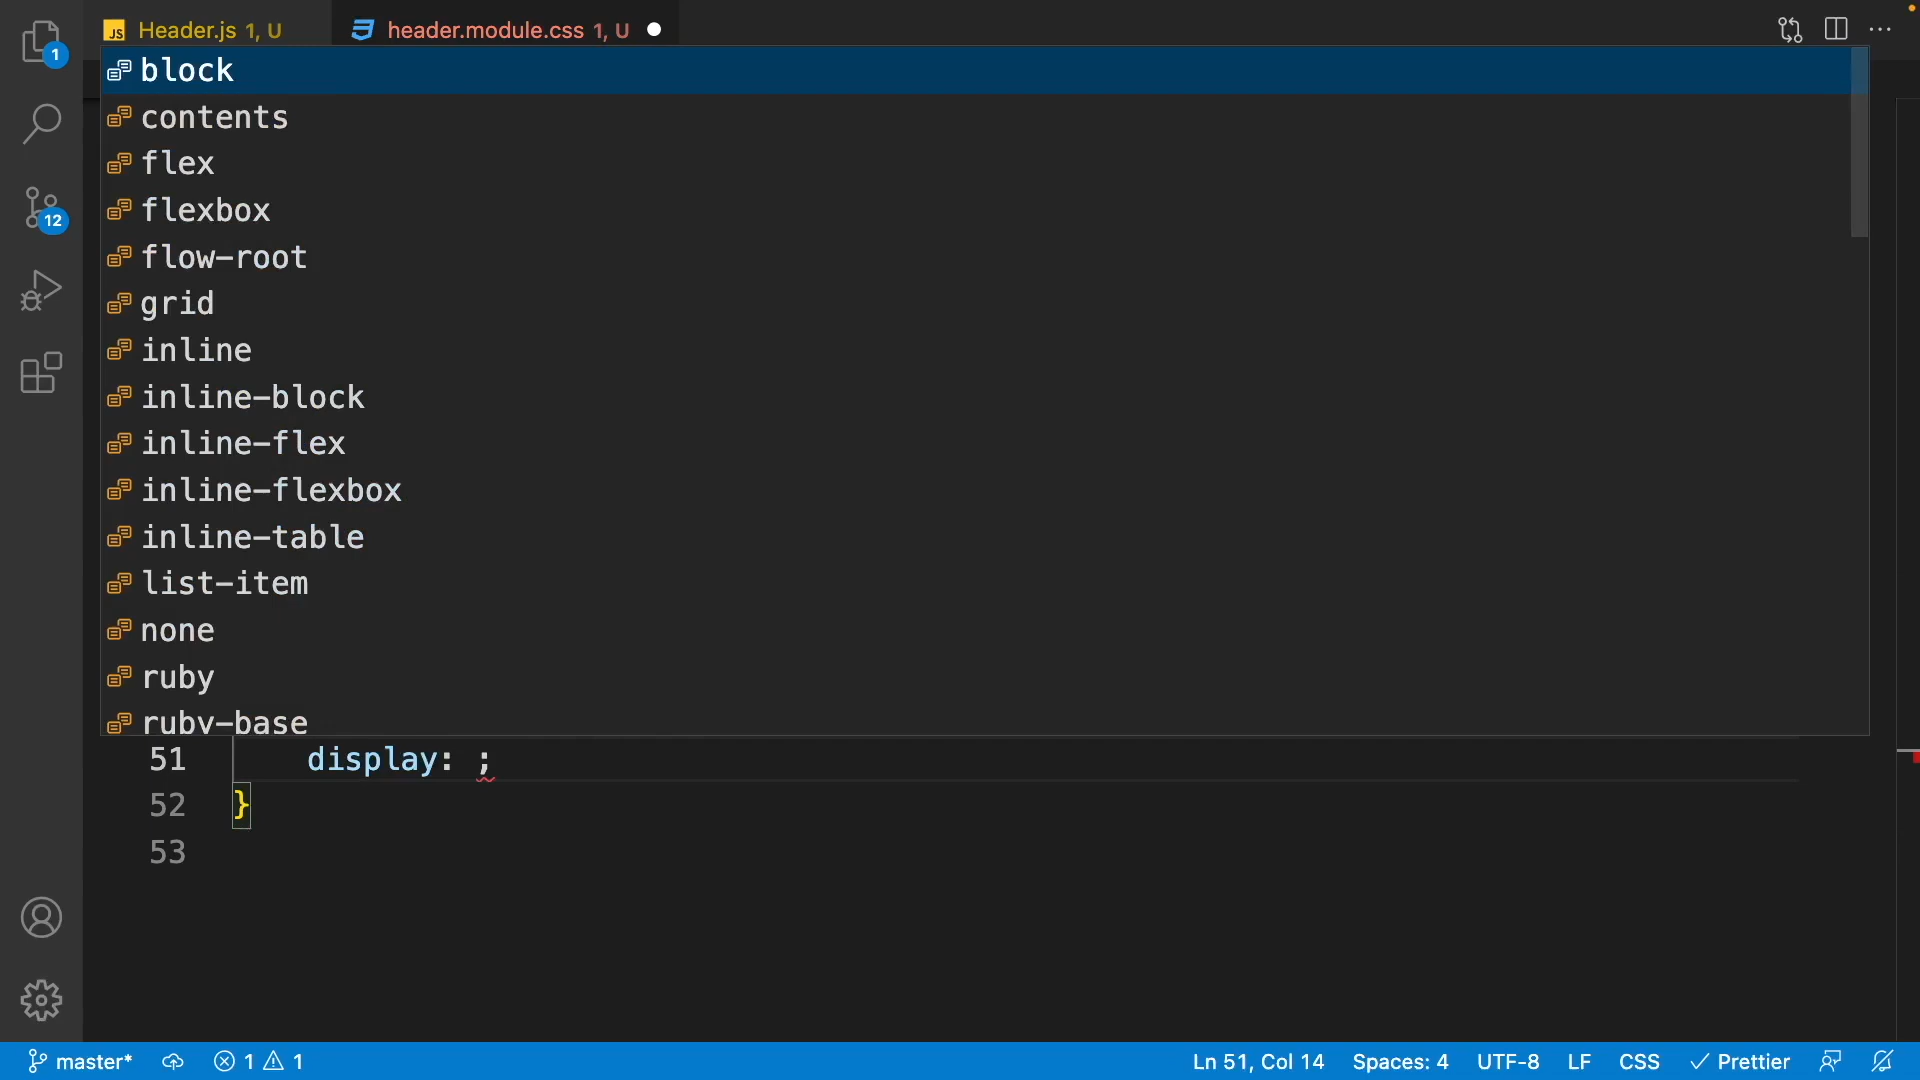 1
JS Header.js 1, U
header.module.css 1, U
block
contents
flex
12
flexbox
flow-root
grid
inline
inline-block
inline-flex
inline-flexbox
inline-table
list-item
none
ruby
ruby-base
51 display: ;
52 }
53
master* 1 1 Ln 51, Col 14 Spaces: 4 UTF-8 LF CSS Prettier